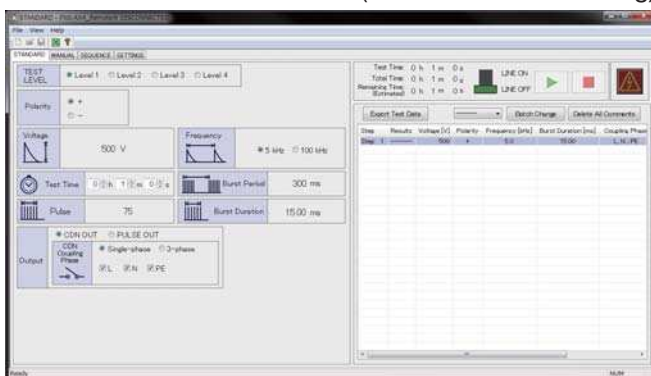 File View Help
STANDARD MANUAL SEQUENCE SETTINGS
TEST LEVEL
Level 1 Level 2 Level 3 Level 4
Polarity
+
-
Voltage
500 V
Frequency
5 kHz 100 kHz
Test Time 0 h 1 m 0 s
Burst Period 300 ms
Pulse 75
Burst Duration 15.00 ms
Output
CDN OUT PULSE OUT
CDN Coupling Phase
Single-phase 3-phase
L N PE
Test Time 0 h 1 m 0 s
Total Time 0 h 1 m 0 s
Remaining Time (Estimated) 0 h 1 m 0 s
LINE ON
LINE OFF
Export Test Data Batch Change Delete All Comments
Step Results Voltage [V] Polarity Frequency [kHz] Burst Duration [ms] Coupling Phase
Step 1 ------ 500 + 5.0 15.00 L, N, PE
Ready NUM